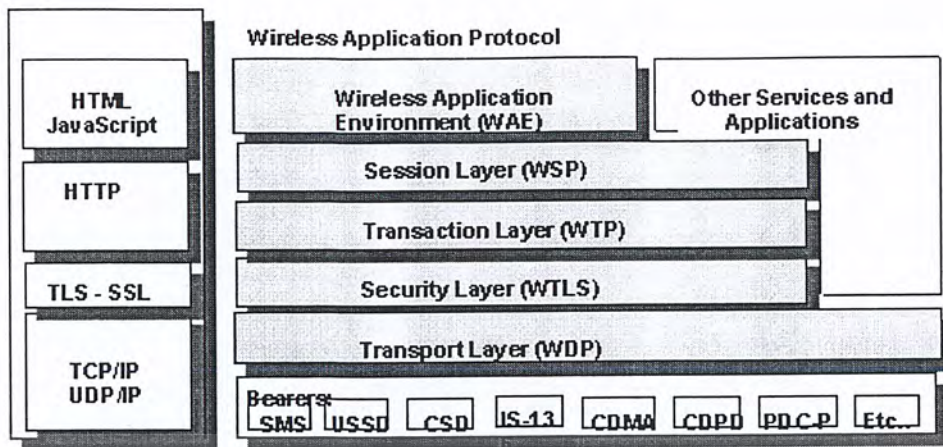 HTML
JavaScript
HTTP
TLS - SSL
TCP/IP
UDP/IP
Wireless Application Protocol
Wireless Application
Environment (WAE)
Other Services and
Applications
Session Layer (WSP)
Transaction Layer (WTP)
Security Layer (WTLS)
Transport Layer (WDP)
Bearers:
SMS USSD CSD IS-13 CDMA CDPD PDC-P Etc..